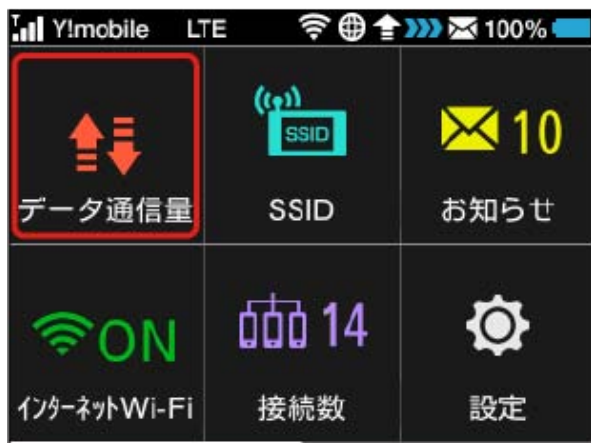 Y!mobile LTE 100%
SSID 10
データ通信量 SSID お知らせ
ON 14
インターネットWi-Fi 接続数 設定